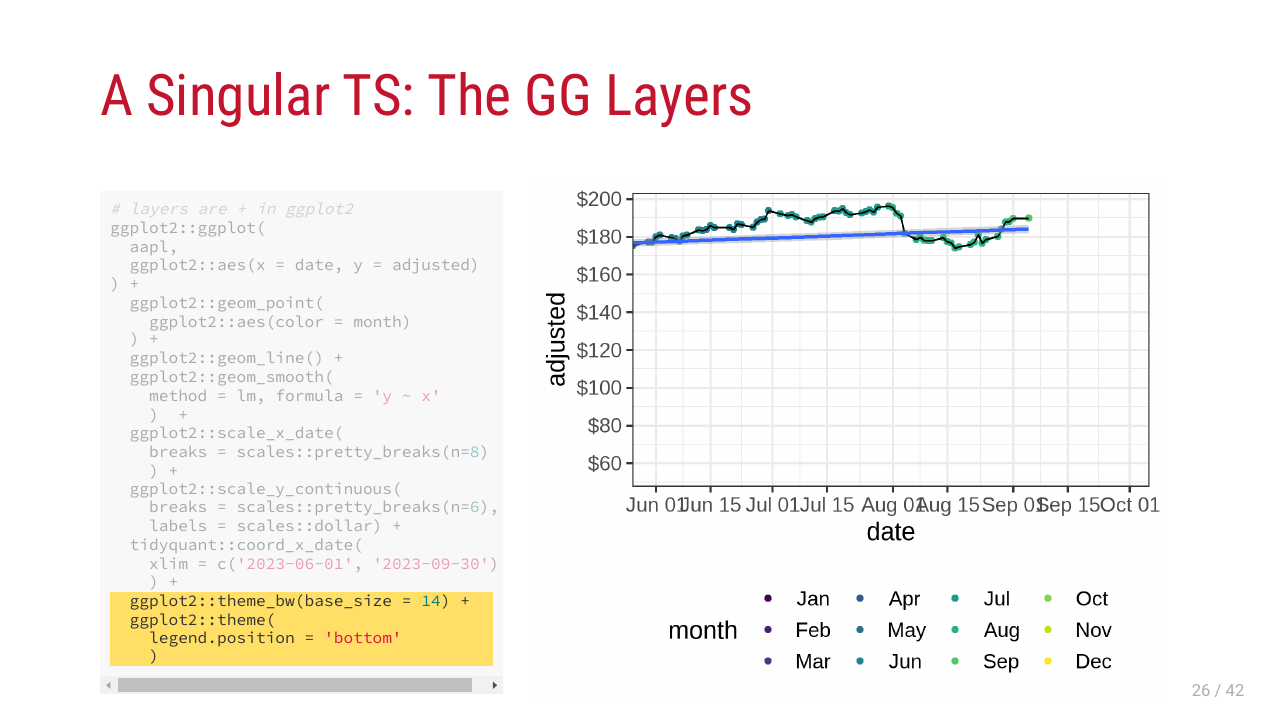 A Singular TS: The GG Layers
# layers are + in ggplot2
ggplot2::ggplot(
  aapl,
  ggplot2::aes(x = date, y = adjusted)
) +
  ggplot2::geom_point(
    ggplot2::aes(color = month)
  ) +
  ggplot2::geom_line() +
  ggplot2::geom_smooth(
    method = lm, formula = 'y ~ x'
    )  +
  ggplot2::scale_x_date(
    breaks = scales::pretty_breaks(n=8)
    ) +
  ggplot2::scale_y_continuous(
    breaks = scales::pretty_breaks(n=6),
    labels = scales::dollar) +
  tidyquant::coord_x_date(
    xlim = c('2023-06-01', '2023-09-30')
    ) +
  ggplot2::theme_bw(base_size = 14) +
  ggplot2::theme(
    legend.position = 'bottom'
    )
$200
$180
$160
$140
$120
$100
$80
$60
adjusted
Jun 01 Jun 15 Jul 01 Jul 15 Aug 01 Aug 15 Sep 01 Sep 15 Oct 01
date
month
Jan Apr Jul Oct
Feb May Aug Nov
Mar Jun Sep Dec
26 / 42